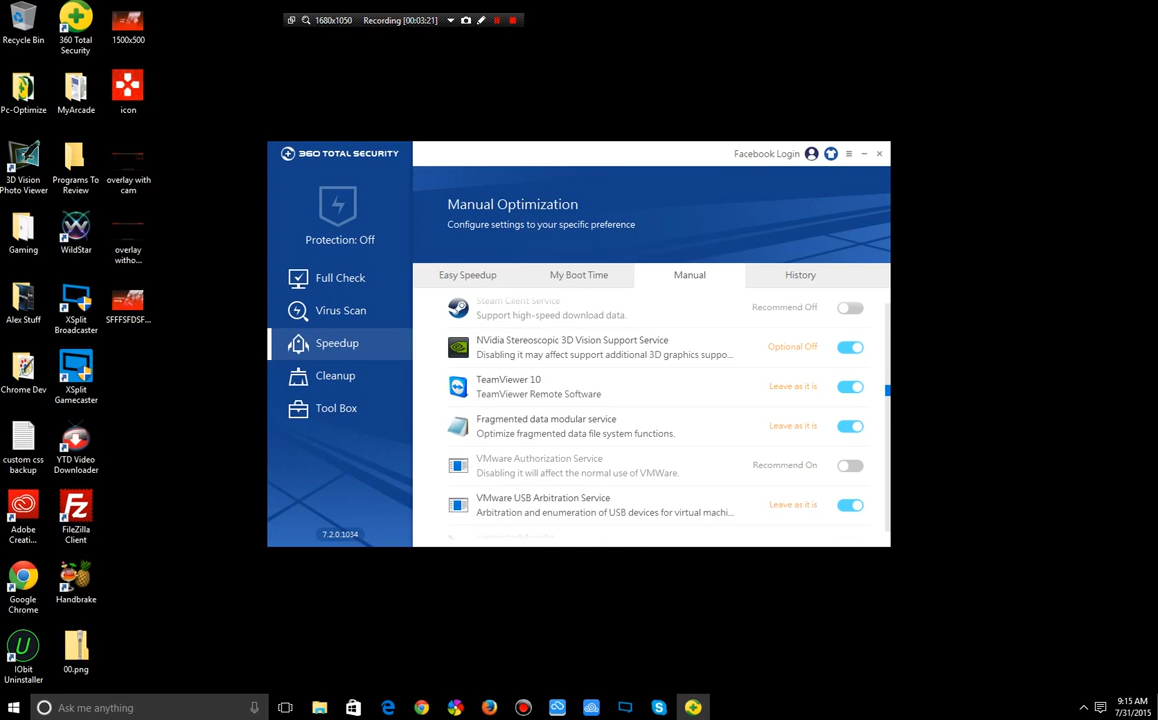 1680x1050 Recording [00:03:21]
Recycle Bin
360 Total
Security
1500x500
Pc-Optimize
MyArcade
icon
3D Vision
Photo Viewer
Programs To
Review
overlay with
cam
Gaming
WildStar
overlay
witho...
Alex Stuff
XSplit
Broadcaster
SFFFSFDSF...
Chrome Dev
XSplit
Gamecaster
custom css
backup
YTD Video
Downloader
Adobe
Creati...
FileZilla
Client
Google
Chrome
Handbrake
IObit
Uninstaller
00.png
360 TOTAL SECURITY
Protection: Off
Full Check
Virus Scan
Speedup
Cleanup
Tool Box
7.2.0.1034
Facebook Login
Manual Optimization
Configure settings to your specific preference
Easy Speedup My Boot Time Manual History
Steam Client Service
Support high-speed download data.
Recommend Off
NVidia Stereoscopic 3D Vision Support Service
Disabling it may affect support additional 3D graphics suppo...
Optional Off
TeamViewer 10
TeamViewer Remote Software
Leave as it is
Fragmented data modular service
Optimize fragmented data file system functions.
Leave as it is
VMware Authorization Service
Disabling it will affect the normal use of VMWare.
Recommend On
VMware USB Arbitration Service
Arbitration and enumeration of USB devices for virtual machi...
Leave as it is
Ask me anything
9:15 AM
7/31/2015